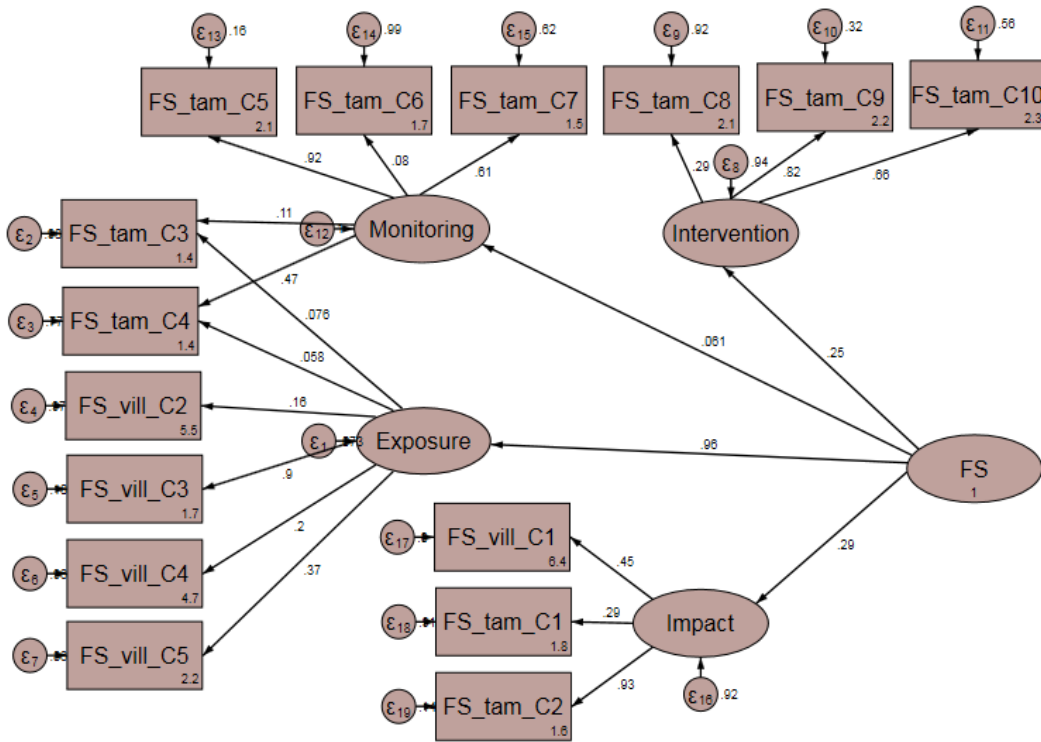 ε13 .16
ε14 .99
ε15 .62
ε9 .92
ε10 .32
ε11 .56
FS_tam_C5
2.1
FS_tam_C6
1.7
FS_tam_C7
1.5
FS_tam_C8
2.1
FS_tam_C9
2.2
FS_tam_C10
2.3
.92
.08
.61
.29
ε8 .94
.82
.66
ε2
FS_tam_C3
1.4
.11
ε12
Monitoring
Intervention
.47
ε3
FS_tam_C4
1.4
.076
.058
.061
.25
ε4
FS_vill_C2
5.5
.16
ε1
Exposure
.96
FS
1
ε5
FS_vill_C3
1.7
.9
ε6
FS_vill_C4
4.7
.2
ε7
FS_vill_C5
2.2
.37
ε17
FS_vill_C1
6.4
.45
.29
ε18
FS_tam_C1
1.8
.29
Impact
ε19
FS_tam_C2
1.6
.93
ε16 .92